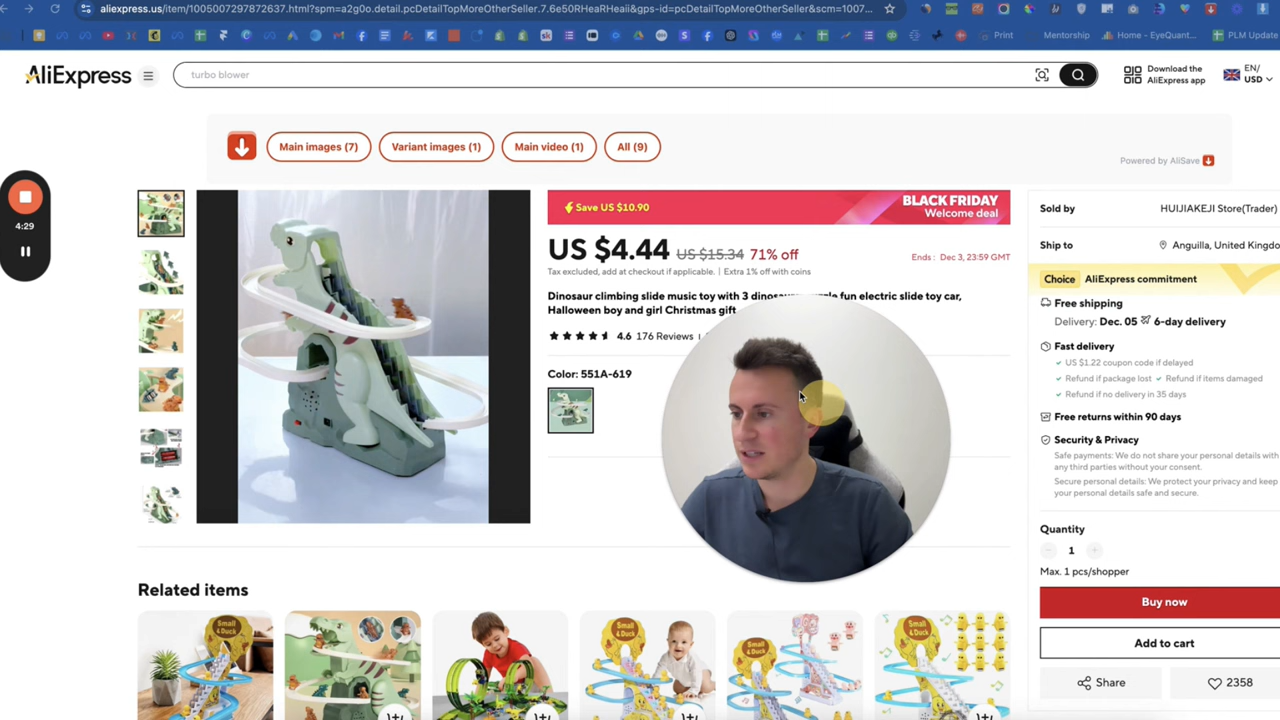 aliexpress.us/item/1005007297872637.html?spm=a2g0o.detail.pcDetailTopMoreOtherSeller.7.6e50RHeaRHeaii&gps-id=pcDetailTopMoreOtherSeller&scm=1007...
Print
Mentorship
Home - EyeQuant...
PLM Update
AliExpress
turbo blower
Download the
AliExpress app
EN/
USD
Main images (7)
Variant images (1)
Main video (1)
All (9)
Powered by AliSave
4:29
Save US $10.90
BLACK FRIDAY
Welcome deal
US $4.44 US $15.34 71% off
Ends : Dec 3, 23:59 GMT
Tax excluded, add at checkout if applicable. | Extra 1% off with coins
Dinosaur climbing slide music toy with 3 fun electric slide toy car,
Halloween boy and girl Christmas gift
4.6 176 Reviews
Color: 551A-619
Sold by HUIJIAKEJI Store(Trader)
Ship to Anguilla, United Kingdo
Choice AliExpress commitment
Free shipping
Delivery: Dec. 05 6-day delivery
Fast delivery
US $1.22 coupon code if delayed
Refund if package lost Refund if items damaged
Refund if no delivery in 35 days
Free returns within 90 days
Security & Privacy
Safe payments: We do not share your personal details with
any third parties without your consent.
Secure personal details: We protect your privacy and keep
your personal details safe and secure.
Quantity
1
Max. 1 pcs/shopper
Buy now
Add to cart
Share
2358
Related items
Small
& Duck
Small
& Duck
Small
& Duck
Small
& Duck